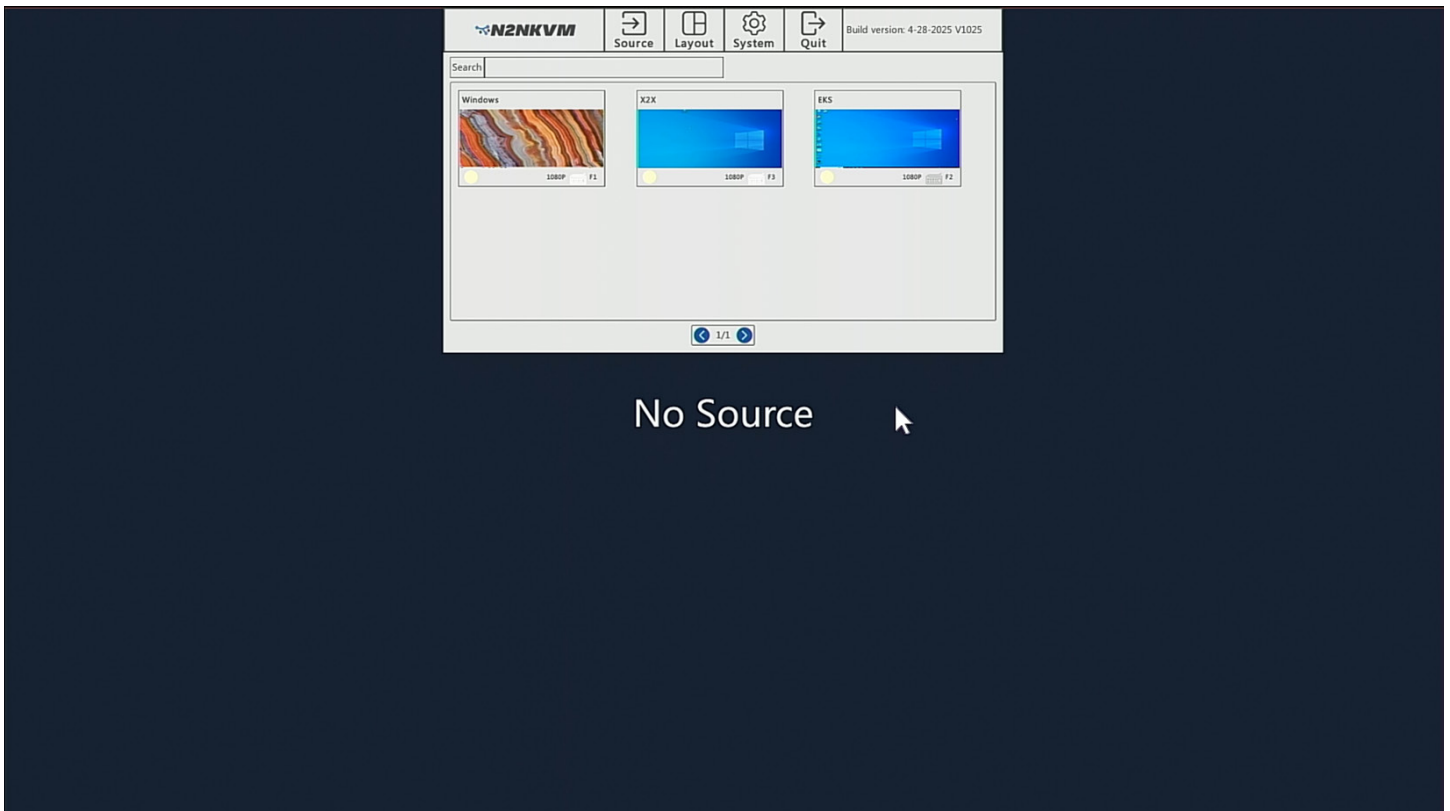 N2NKVM
Source
Layout
System
Quit
Build version: 4-28-2025 V1025
Search
Windows
X2X
EKS
1080P F1
1080P F3
1080P F2
1/1
No Source